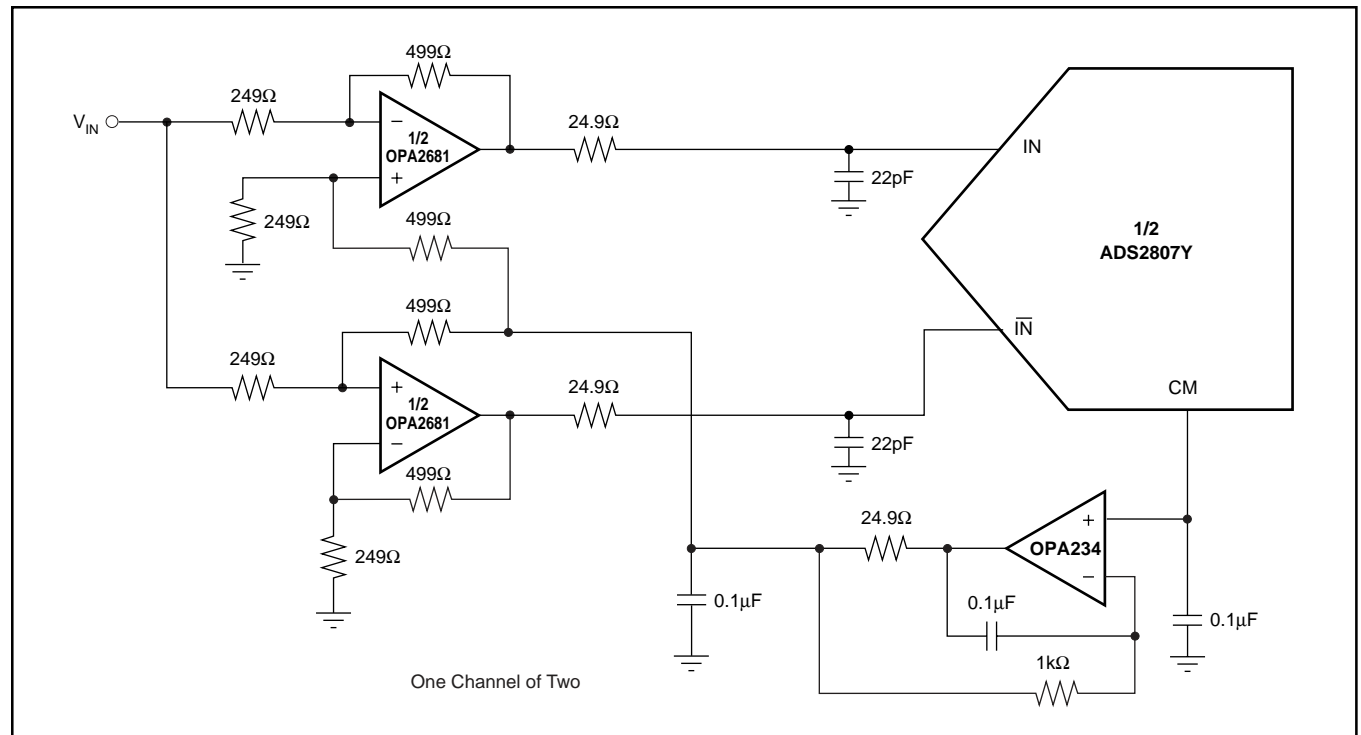 499Ω
249Ω
V_IN
−
1/2
OPA2681
+
24.9Ω
IN
22pF
249Ω
499Ω
1/2
ADS2807Y
499Ω
I̅N̅
249Ω
+
1/2
OPA2681
−
24.9Ω
CM
22pF
499Ω
249Ω
24.9Ω
+
OPA234
−
0.1μF
0.1μF
0.1μF
1kΩ
One Channel of Two